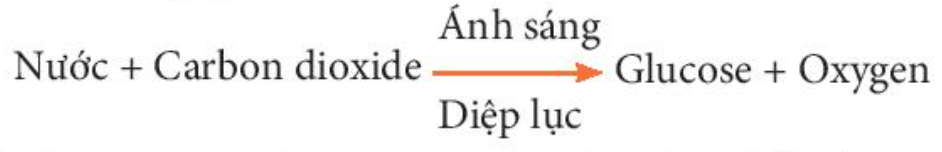 Ánh sáng
Nước + Carbon dioxide → Glucose + Oxygen
Diệp lục